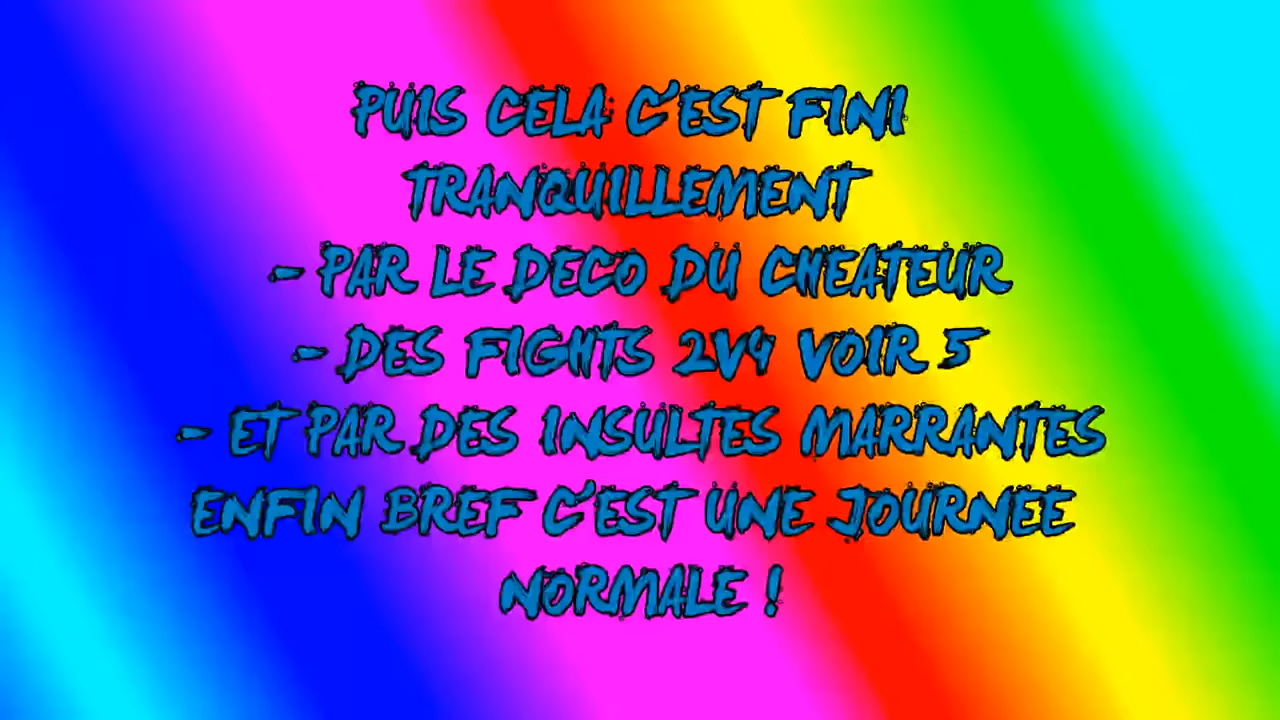 PUIS CELA C'EST FINI
TRANQUILLEMENT
- PAR LE DECO DU CHEATEUR
- DES FIGHTS 2V4 VOIR 5
- ET PAR DES INSULTES MARRANTES
ENFIN BREF C'EST UNE JOURNEE
NORMALE !